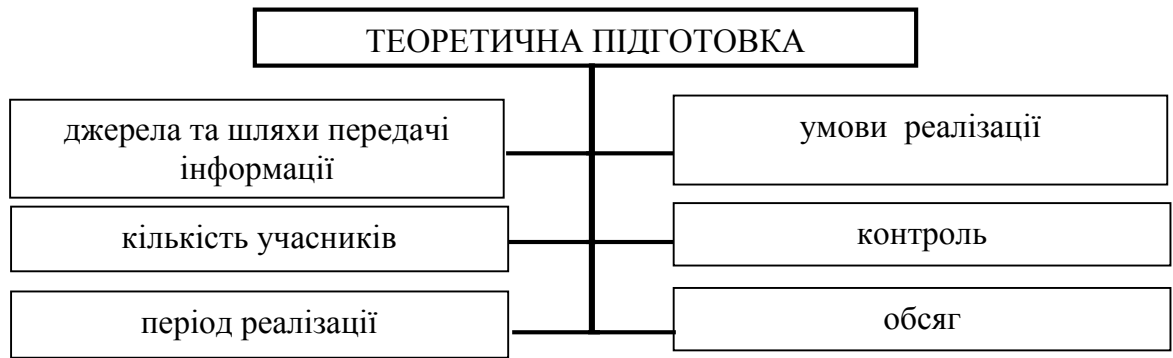 ТЕОРЕТИЧНА ПІДГОТОВКА
джерела та шляхи передачі
інформації
умови реалізації
кількість учасників
контроль
період реалізації
обсяг